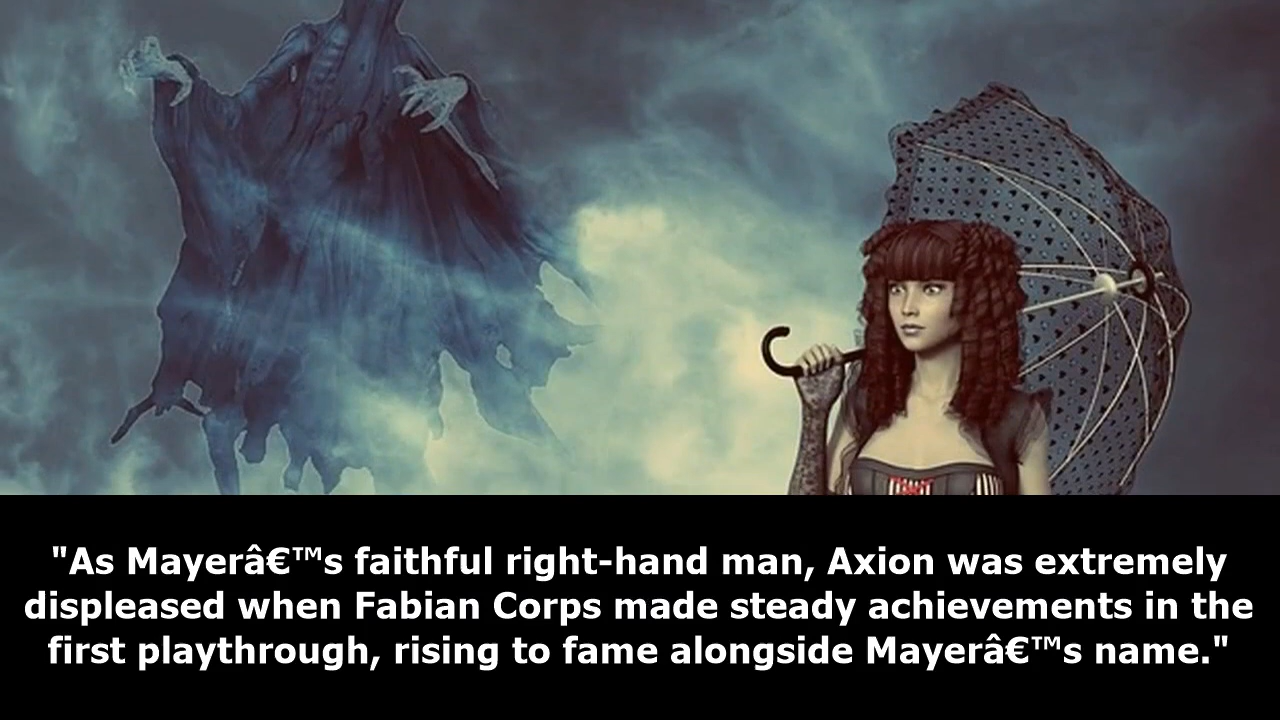 "As Mayerâ€™s faithful right-hand man, Axion was extremely
displeased when Fabian Corps made steady achievements in the
first playthrough, rising to fame alongside Mayerâ€™s name."